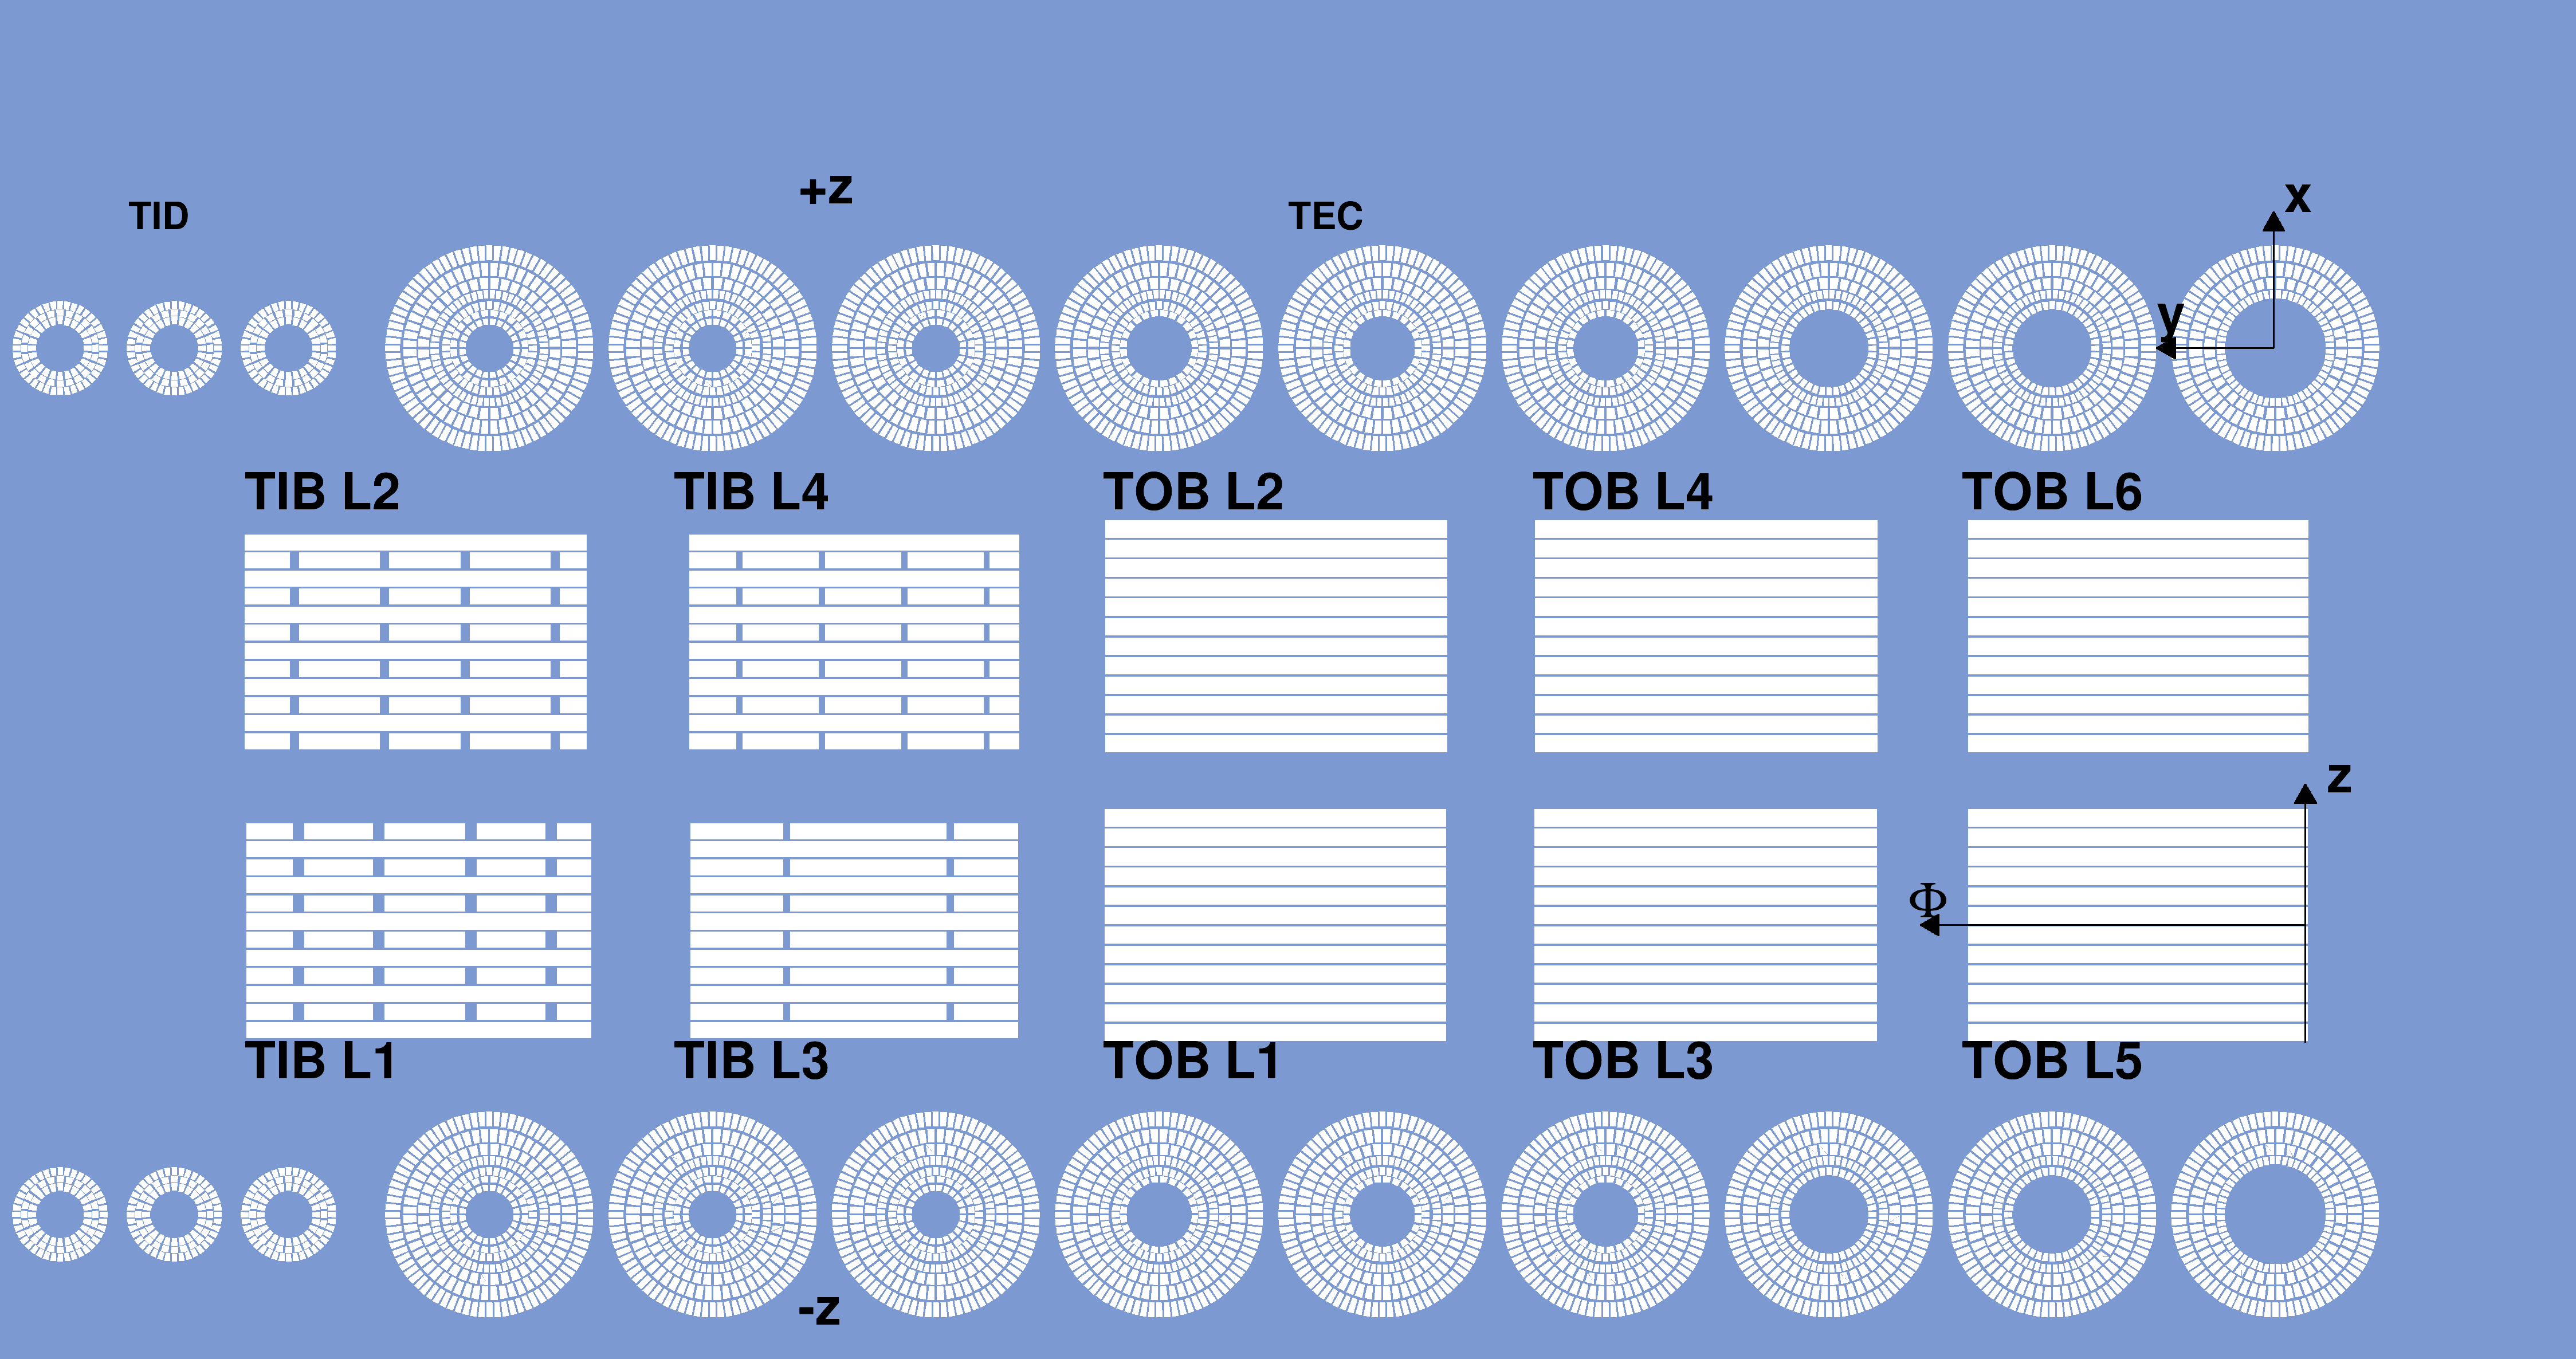 +z
x
TID
TEC
y
TIB L2
TIB L4
TOB L2
TOB L4
TOB L6
z
Φ
TIB L1
TIB L3
TOB L1
TOB L3
TOB L5
-z